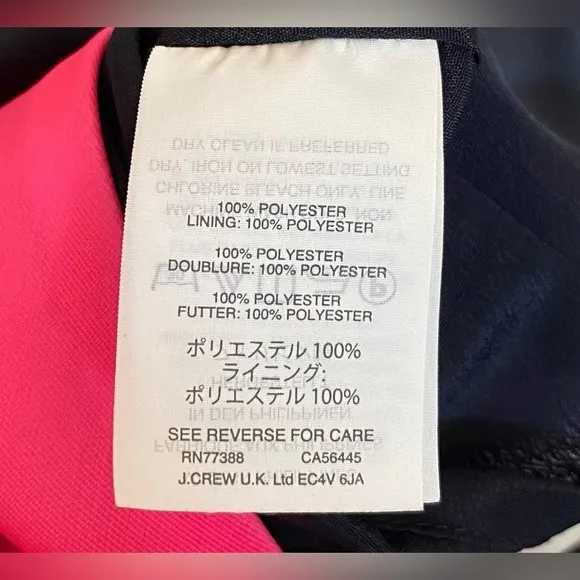 100% POLYESTER
LINING: 100% POLYESTER
100% POLYESTER
DOUBLURE: 100% POLYESTER
100% POLYESTER
FUTTER: 100% POLYESTER
ポリエステル 100%
ライニング:
ポリエステル 100%
SEE REVERSE FOR CARE
RN77388 CA56445
J.CREW U.K. Ltd EC4V 6JA